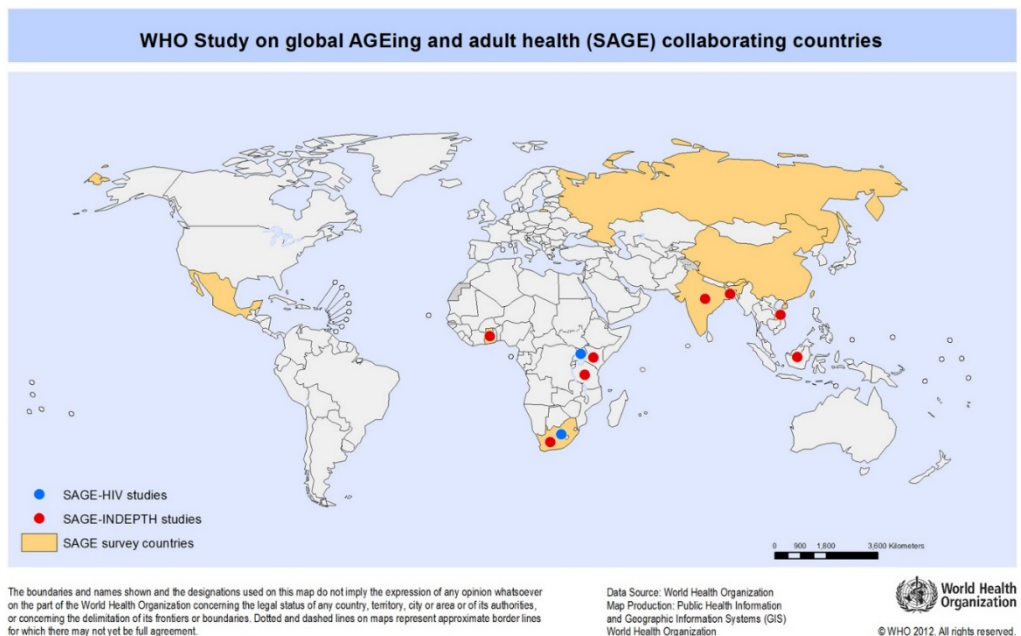 WHO Study on global AGEing and adult health (SAGE) collaborating countries
SAGE-HIV studies
SAGE-INDEPTH studies
SAGE survey countries
0 900 1,800 3,600 Kilometers
The boundaries and names shown and the designations used on this map do not imply the expression of any opinion whatsoever
on the part of the World Health Organization concerning the legal status of any country, territory, city or area or of its authorities,
or concerning the delimitation of its frontiers or boundaries. Dotted and dashed lines on maps represent approximate border lines
for which there may not yet be full agreement.
Data Source: World Health Organization
Map Production: Public Health Information
and Geographic Information Systems (GIS)
World Health Organization
World Health
Organization
© WHO 2012. All rights reserved.